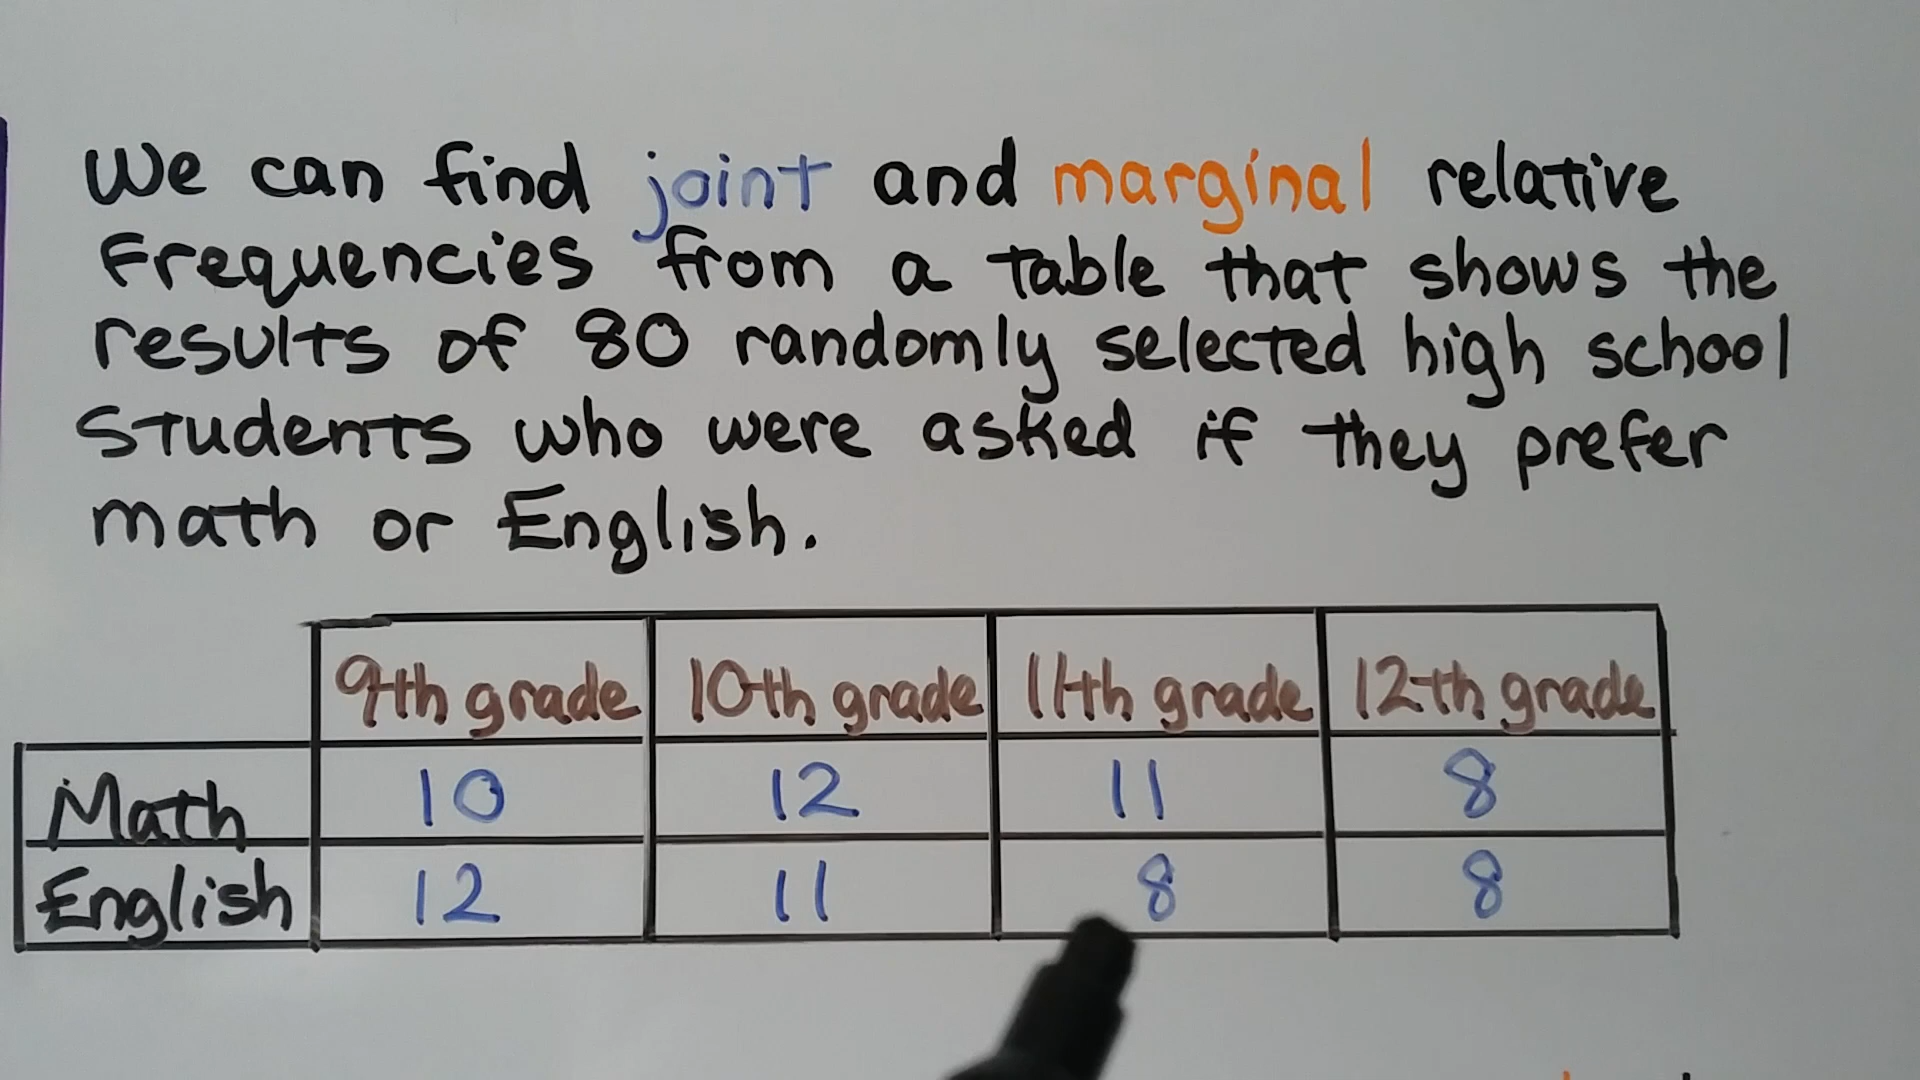 We can find joint and marginal relative
frequencies from a table that shows the
results of 80 randomly selected high school
students who were asked if they prefer
math or English.
9th grade 10th grade 11th grade 12th grade
Math 10 12 11 8
English 12 11 8 8